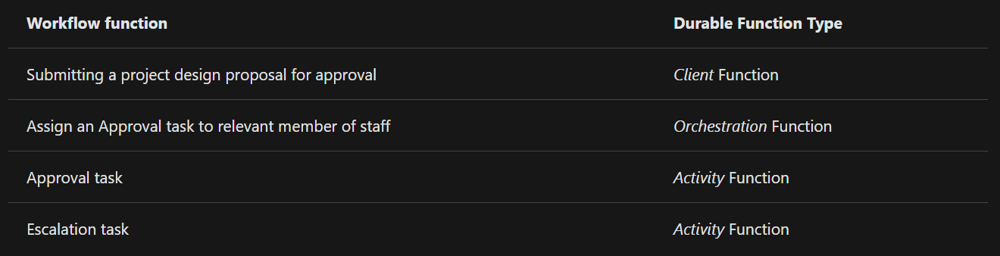 Workflow function Durable Function Type
Submitting a project design proposal for approval Client Function
Assign an Approval task to relevant member of staff Orchestration Function
Approval task Activity Function
Escalation task Activity Function